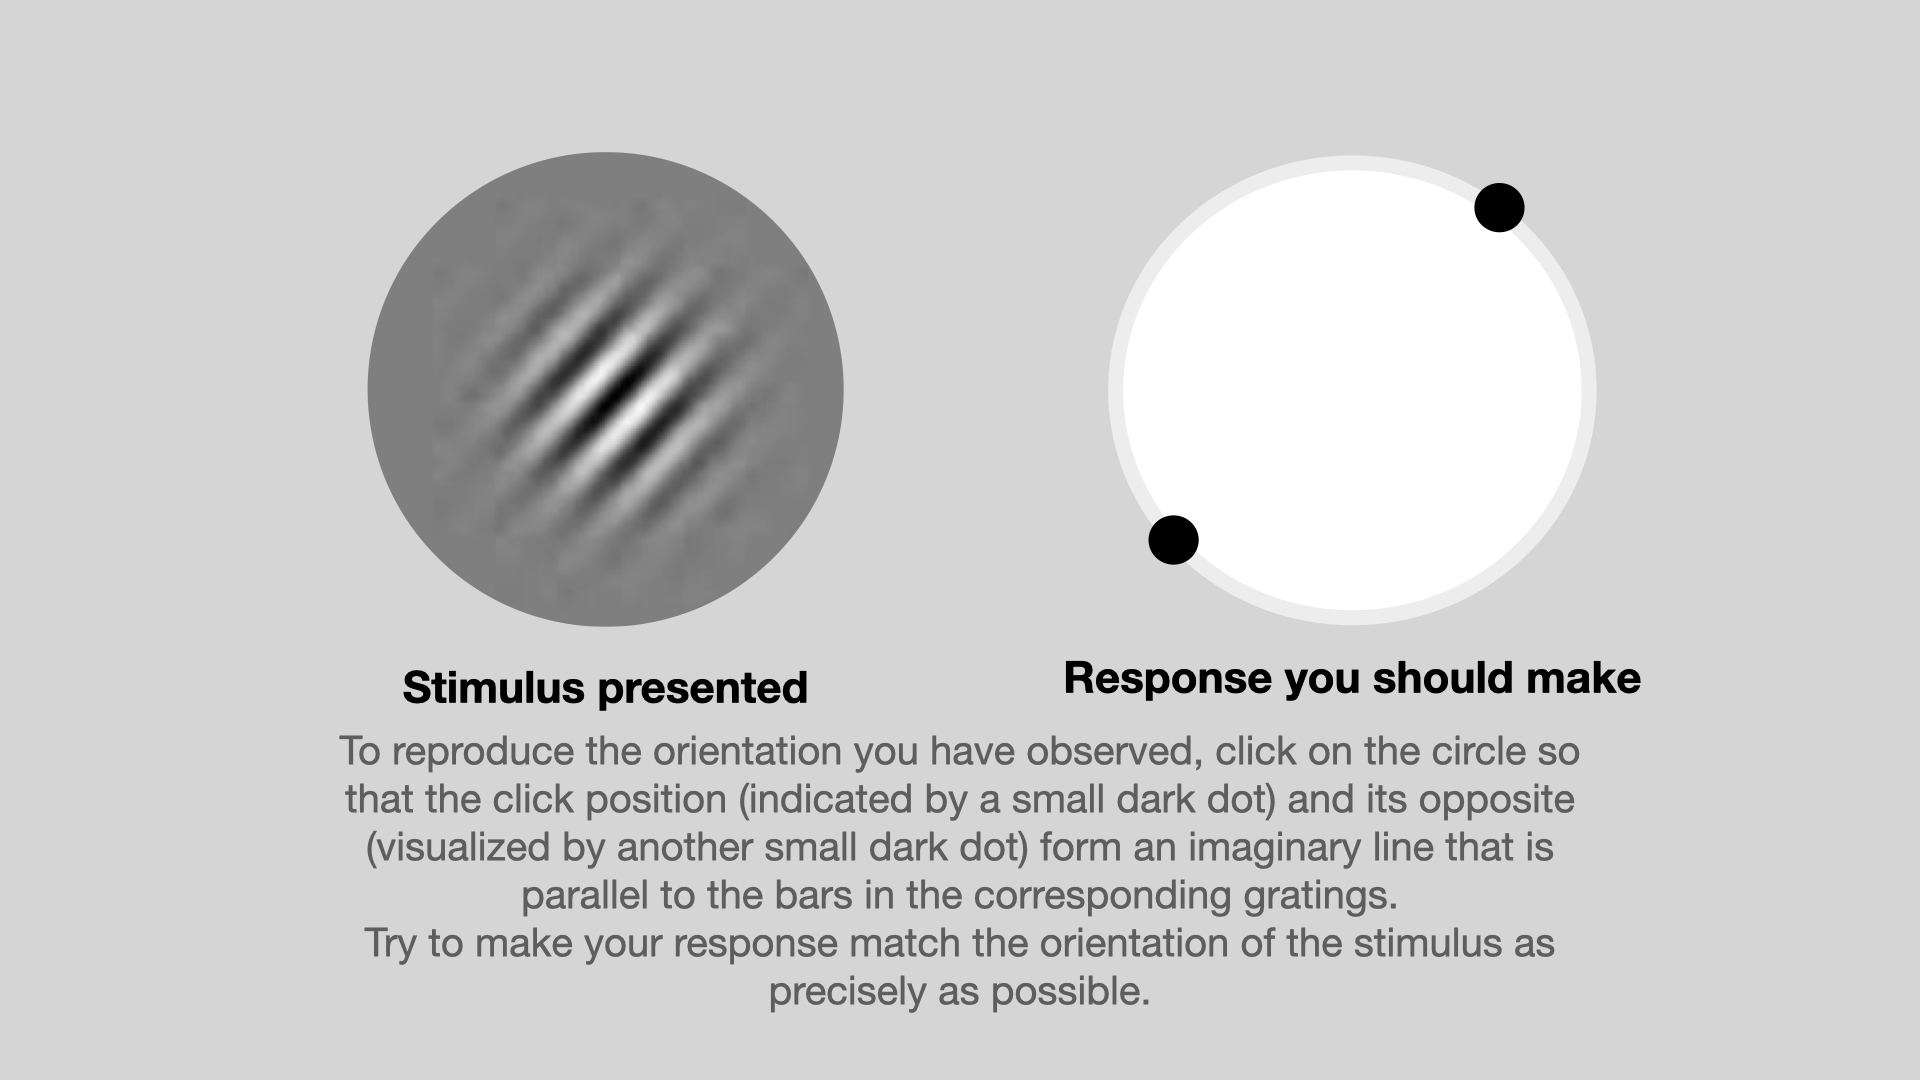 Stimulus presented
Response you should make
To reproduce the orientation you have observed, click on the circle so
that the click position (indicated by a small dark dot) and its opposite
(visualized by another small dark dot) form an imaginary line that is
parallel to the bars in the corresponding gratings.
Try to make your response match the orientation of the stimulus as
precisely as possible.